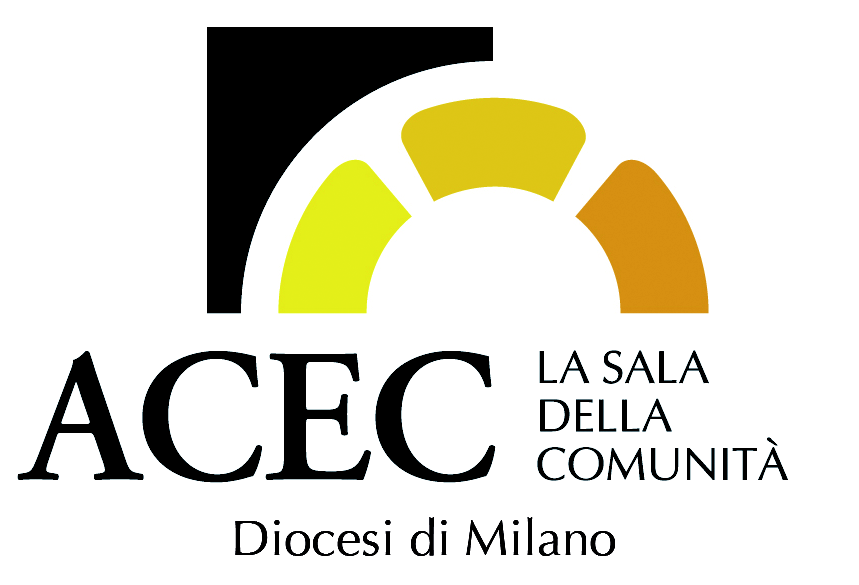 ACEC
LA SALA
DELLA
COMUNITÀ
Diocesi di Milano